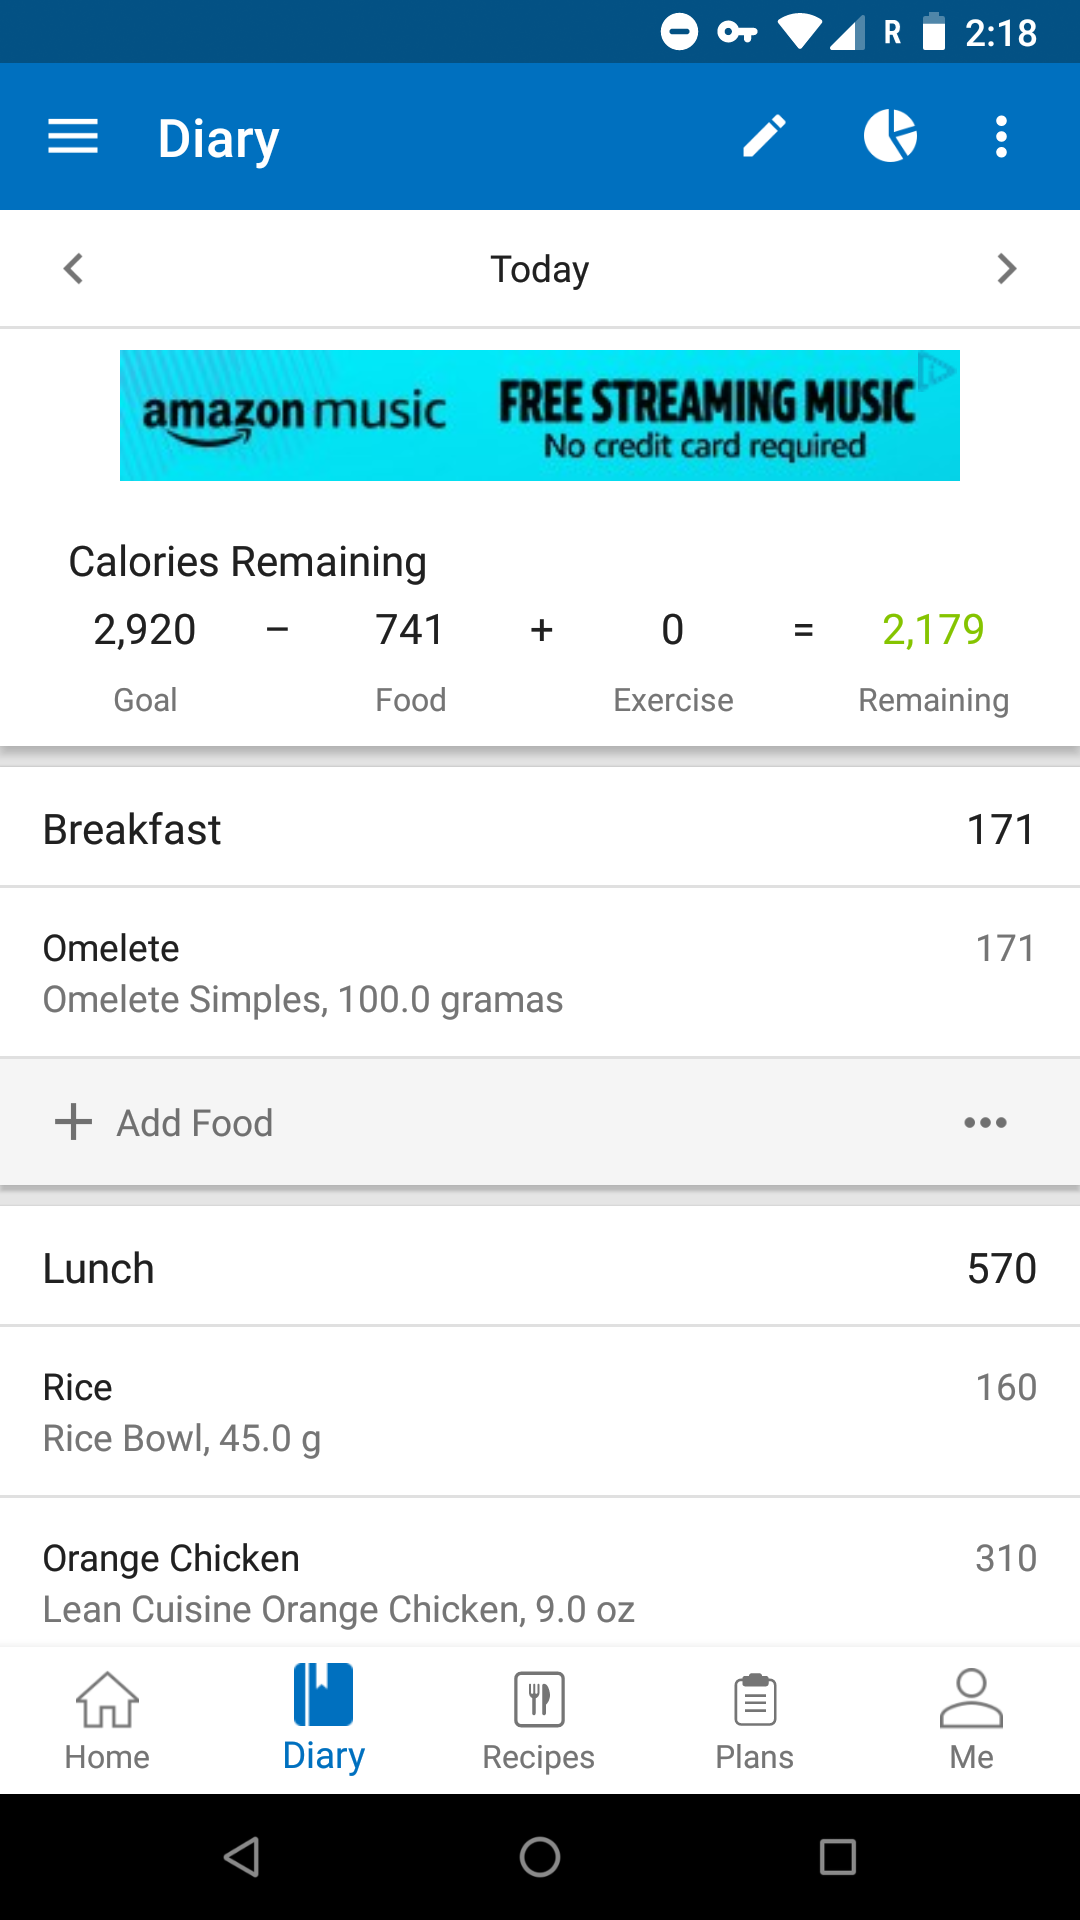 R 2:18
Diary
Today
amazon music FREE STREAMING MUSIC
No credit card required
Calories Remaining
2,920 − 741 + 0 = 2,179
Goal Food Exercise Remaining
Breakfast 171
Omelete 171
Omelete Simples, 100.0 gramas
+ Add Food
Lunch 570
Rice 160
Rice Bowl, 45.0 g
Orange Chicken 310
Lean Cuisine Orange Chicken, 9.0 oz
Home Diary Recipes Plans Me